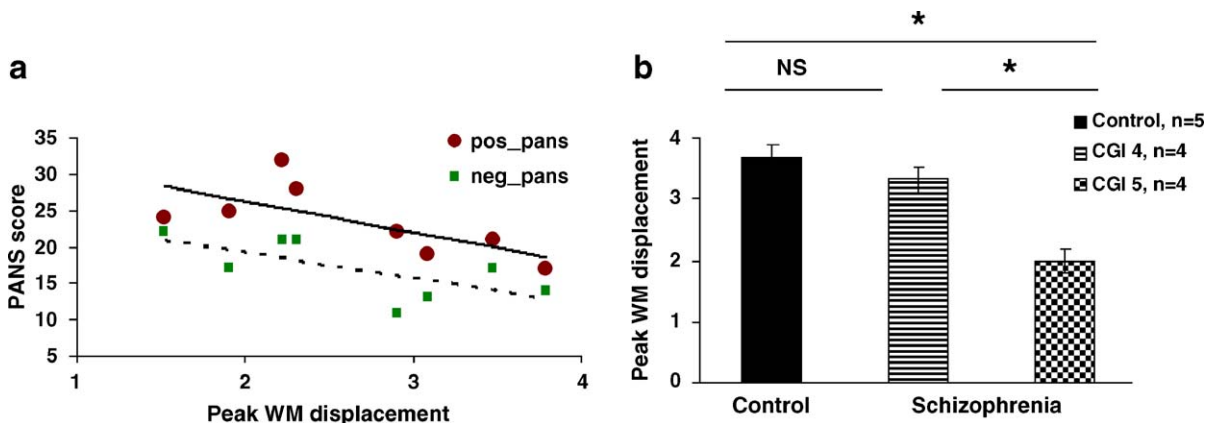 a
PANS score
35
30
25
20
15
10
5
1
2
3
4
Peak WM displacement
pos_pans
neg_pans
b
*
NS
*
Peak WM displacement
4
3
2
1
0
Control
Schizophrenia
Control, n=5
CGI 4, n=4
CGI 5, n=4